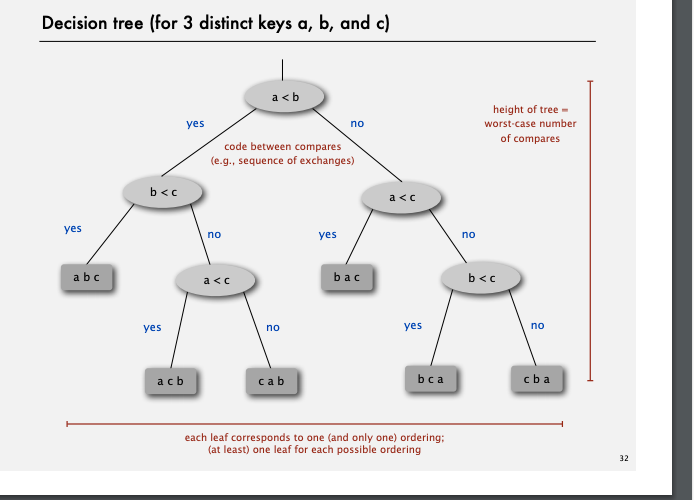 Decision tree (for 3 distinct keys a, b, and c)
a < b
height of tree =
worst-case number
of compares
yes
no
code between compares
(e.g., sequence of exchanges)
b < c
a < c
yes
no
yes
no
a b c
a < c
b a c
b < c
yes
no
yes
no
a c b
c a b
b c a
c b a
each leaf corresponds to one (and only one) ordering;
(at least) one leaf for each possible ordering
32